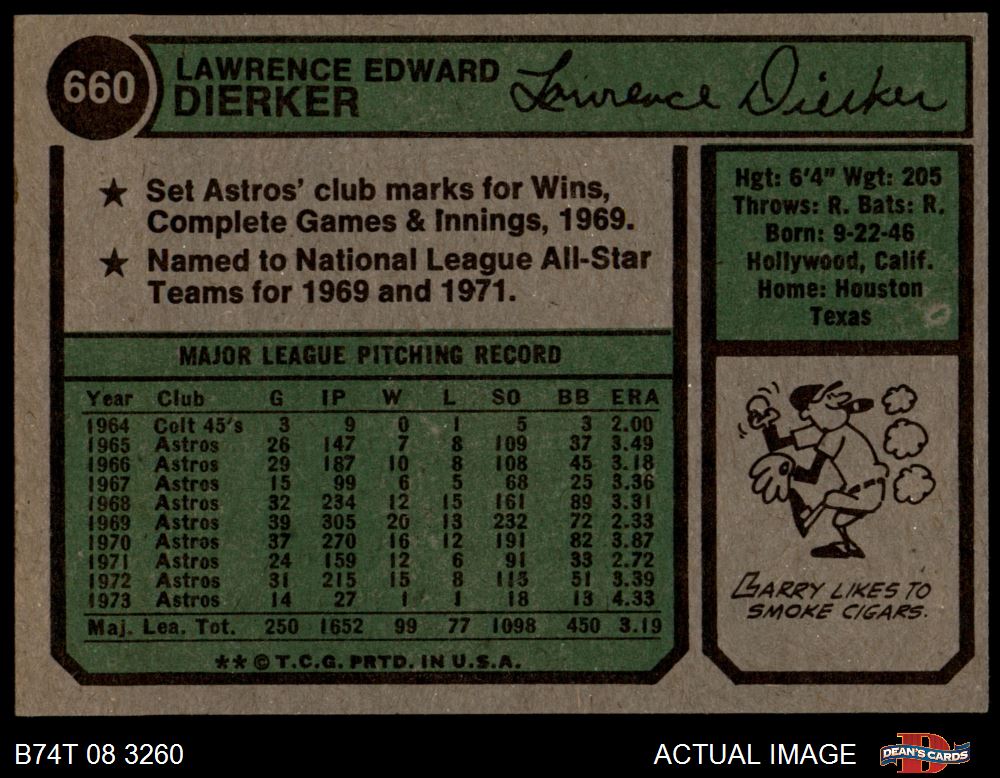 660
LAWRENCE EDWARD
DIERKER
Lawrence Dierker
★ Set Astros' club marks for Wins,
Complete Games & Innings, 1969.
★ Named to National League All-Star
Teams for 1969 and 1971.
Hgt: 6'4" Wgt: 205
Throws: R. Bats: R.
Born: 9-22-46
Hollywood, Calif.
Home: Houston
Texas
MAJOR LEAGUE PITCHING RECORD
Year Club G IP W L SO BB ERA
1964 Colt 45's 3 9 0 1 5 3 2.00
1965 Astros 26 147 7 8 109 37 3.49
1966 Astros 29 187 10 8 108 45 3.18
1967 Astros 15 99 6 5 68 25 3.36
1968 Astros 32 234 12 15 161 89 3.31
1969 Astros 39 305 20 13 232 72 2.33
1970 Astros 37 270 16 12 191 82 3.87
1971 Astros 24 159 12 6 91 33 2.72
1972 Astros 31 215 15 8 115 51 3.39
1973 Astros 14 27 1 1 18 13 4.33
Maj. Lea. Tot. 250 1652 99 77 1098 450 3.19
** © T.C.G. PRTD. IN U.S.A.
LARRY LIKES TO
SMOKE CIGARS.
B74T 08 3260
ACTUAL IMAGE
DEAN'S CARDS